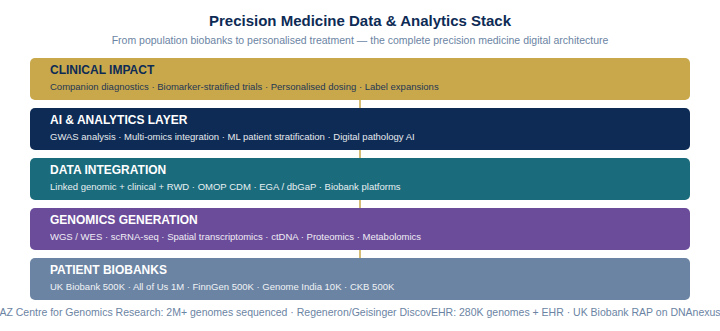 Precision Medicine Data & Analytics Stack
From population biobanks to personalised treatment — the complete precision medicine digital architecture
CLINICAL IMPACT
Companion diagnostics · Biomarker-stratified trials · Personalised dosing · Label expansions
AI & ANALYTICS LAYER
GWAS analysis · Multi-omics integration · ML patient stratification · Digital pathology AI
DATA INTEGRATION
Linked genomic + clinical + RWD · OMOP CDM · EGA / dbGaP · Biobank platforms
GENOMICS GENERATION
WGS / WES · scRNA-seq · Spatial transcriptomics · ctDNA · Proteomics · Metabolomics
PATIENT BIOBANKS
UK Biobank 500K · All of Us 1M · FinnGen 500K · Genome India 10K · CKB 500K
AZ Centre for Genomics Research: 2M+ genomes sequenced · Regeneron/Geisinger DiscovEHR: 280K genomes + EHR · UK Biobank RAP on DNAnexus